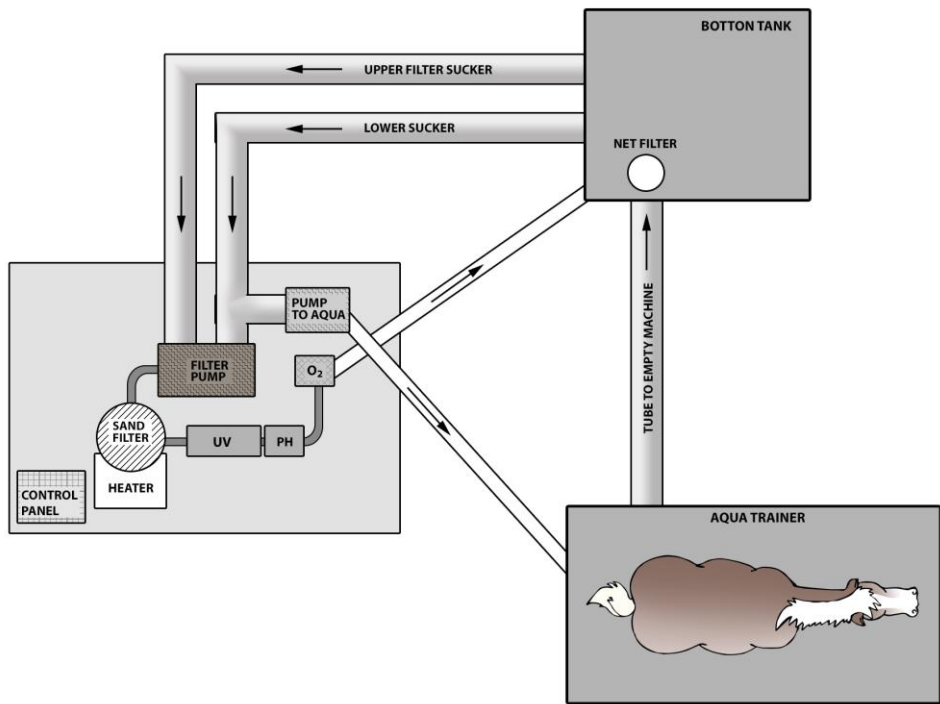 BOTTON TANK
UPPER FILTER SUCKER
LOWER SUCKER
NET FILTER
PUMP
TO AQUA
FILTER
PUMP
O₂
SAND
FILTER
UV
PH
HEATER
CONTROL
PANEL
TUBE TO EMPTY MACHINE
AQUA TRAINER